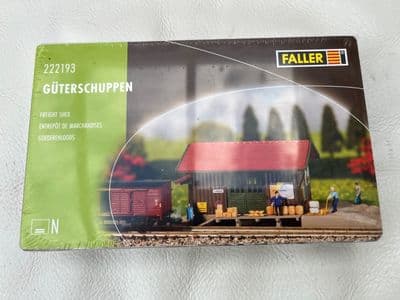 FALLER
222193
GÜTERSCHUPPEN
FREIGHT SHED
ENTREPÔT DE MARCHANDISES
GOEDERENLOODS
N